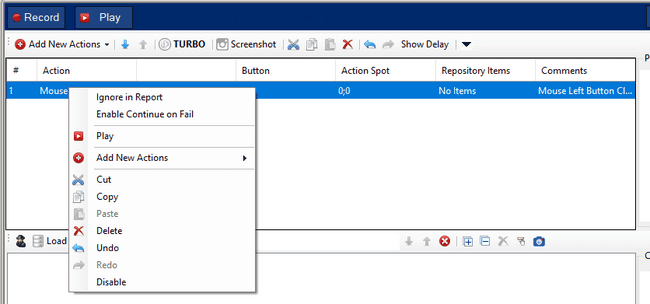 Record Play
Add New Actions TURBO Screenshot Show Delay
# Action Button Action Spot Repository Items Comments
1 Mouse 0;0 No Items Mouse Left Button Cl...
Ignore in Report
Enable Continue on Fail
Play
Add New Actions
Cut
Copy
Paste
Delete
Undo
Redo
Disable
Load